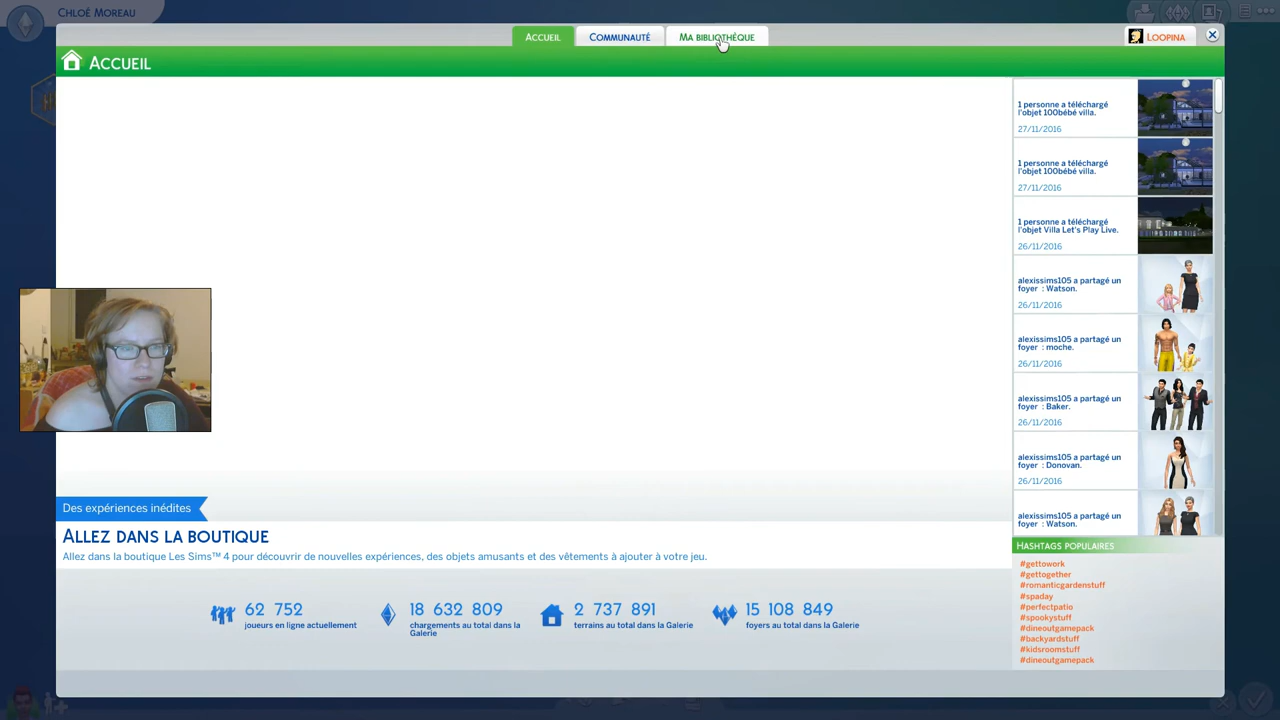 CHLOÉ MOREAU
ACCUEIL
COMMUNAUTÉ
MA BIBLIOTHÈQUE
LOOPINA
ACCUEIL
1 personne a téléchargé
l'objet 100bébé villa.
27/11/2016
1 personne a téléchargé
l'objet 100bébé villa.
27/11/2016
1 personne a téléchargé
l'objet Villa Let's Play Live.
26/11/2016
alexissims105 a partagé un
foyer : Watson.
26/11/2016
alexissims105 a partagé un
foyer : moche.
26/11/2016
alexissims105 a partagé un
foyer : Baker.
26/11/2016
alexissims105 a partagé un
foyer : Donovan.
26/11/2016
alexissims105 a partagé un
foyer : Watson.
Des expériences inédites
ALLEZ DANS LA BOUTIQUE
Allez dans la boutique Les Sims™ 4 pour découvrir de nouvelles expériences, des objets amusants et des vêtements à ajouter à votre jeu.
62 752
joueurs en ligne actuellement
18 632 809
chargements au total dans la
Galerie
2 737 891
terrains au total dans la Galerie
15 108 849
foyers au total dans la Galerie
HASHTAGS POPULAIRES
#gettowork
#gettogether
#romanticgardenstuff
#spaday
#perfectpatio
#spookystuff
#dineoutgamepack
#backyardstuff
#kidsroomstuff
#dineoutgamepack